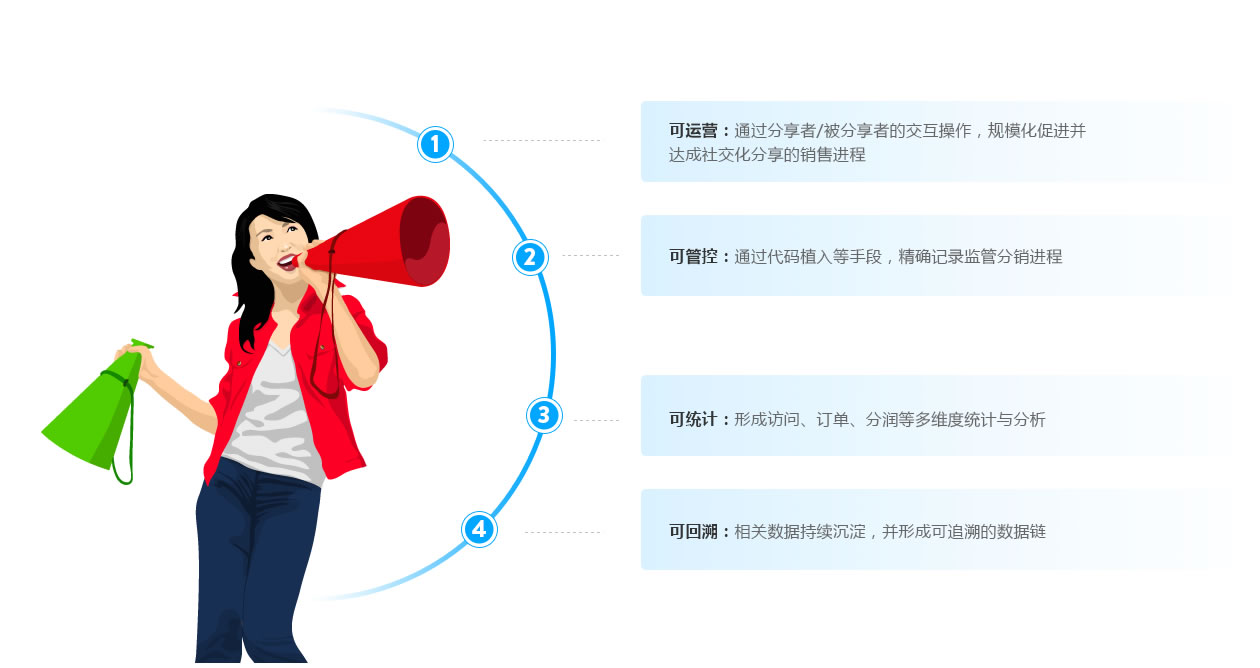 1
可运营：通过分享者/被分享者的交互操作，规模化促进并
达成社交化分享的销售进程
2
可管控：通过代码植入等手段，精确记录监管分销进程
3
可统计：形成访问、订单、分润等多维度统计与分析
4
可回溯：相关数据持续沉淀，并形成可追溯的数据链